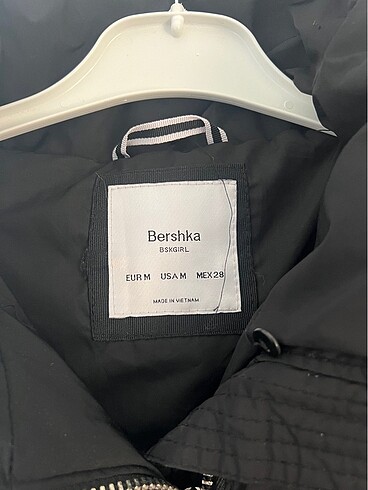 Bershka
BSKGIRL
EUR M USA M MEX 28
MADE IN VIETNAM